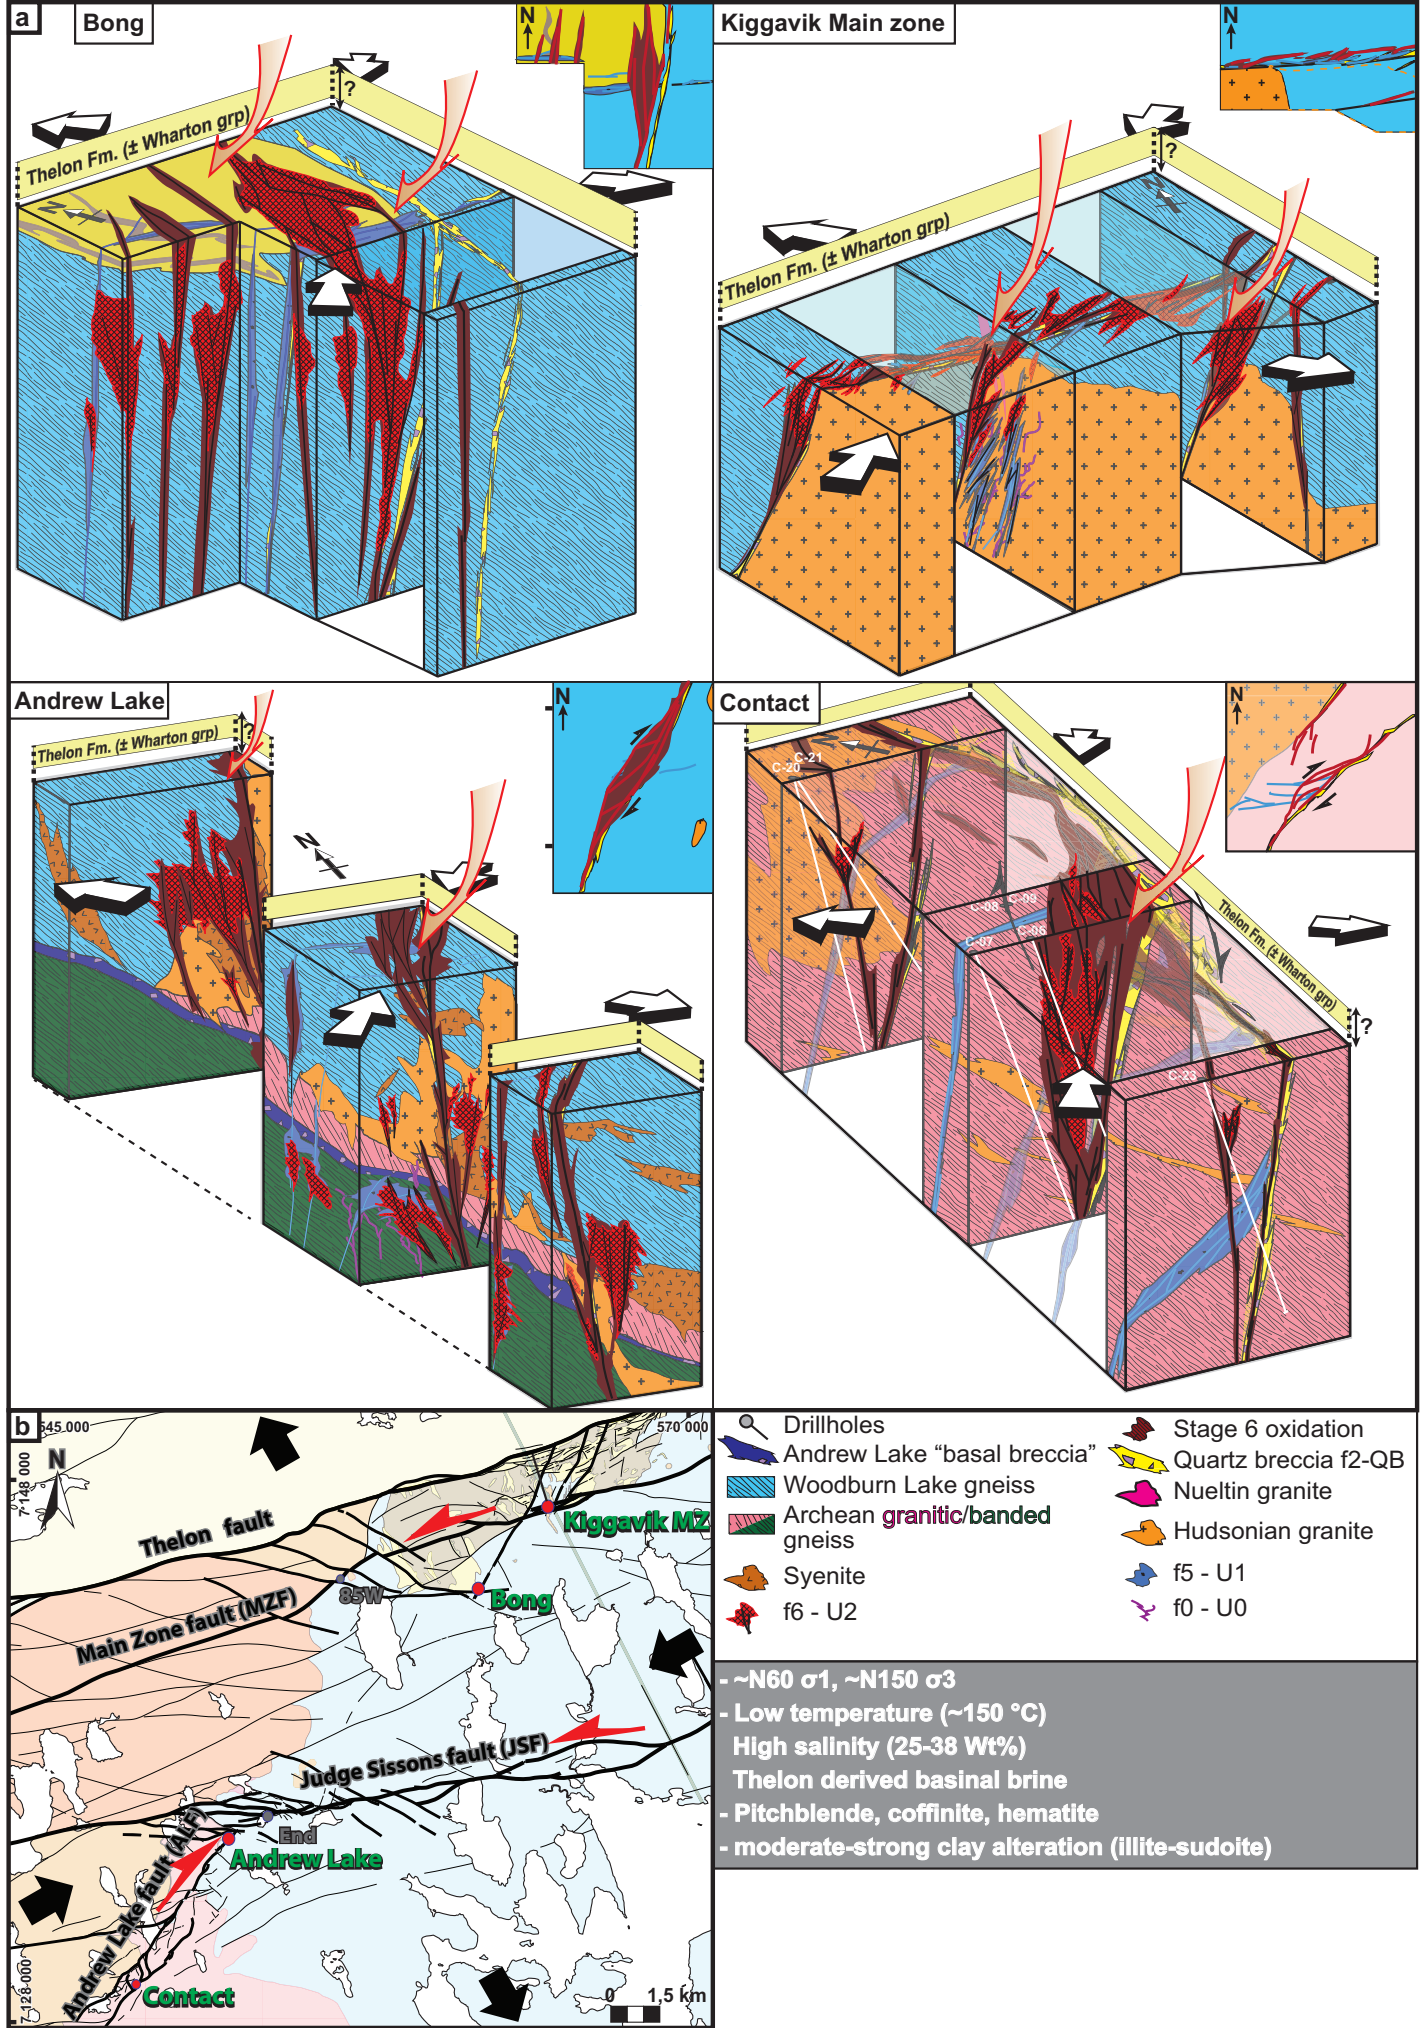 a
Bong
N
?
Thelon Fm. (± Wharton grp)
N
Kiggavik Main zone
N
?
Thelon Fm. (± Wharton grp)
N
Andrew Lake
N
?
Thelon Fm. (± Wharton grp)
N
Contact
N
N
C-21
C-20
C-09
C-08
C-06
C-07
C-23
Thelon Fm. (± Wharton grp)
?
b
545 000
570 000
N
7 148 000
Thelon fault
Kiggavik MZ
85W
Bong
Main Zone fault (MZF)
Judge Sissons fault (JSF)
End
Andrew Lake
Andrew Lake fault (ALF)
Contact
7 128 000
0 1,5 km
Drillholes
Andrew Lake “basal breccia”
Woodburn Lake gneiss
Archean granitic/banded
gneiss
Syenite
f6 - U2
Stage 6 oxidation
Quartz breccia f2-QB
Nueltin granite
Hudsonian granite
f5 - U1
f0 - U0
- ~N60 σ1, ~N150 σ3
- Low temperature (~150 °C)
High salinity (25-38 Wt%)
Thelon derived basinal brine
- Pitchblende, coffinite, hematite
- moderate-strong clay alteration (illite-sudoite)